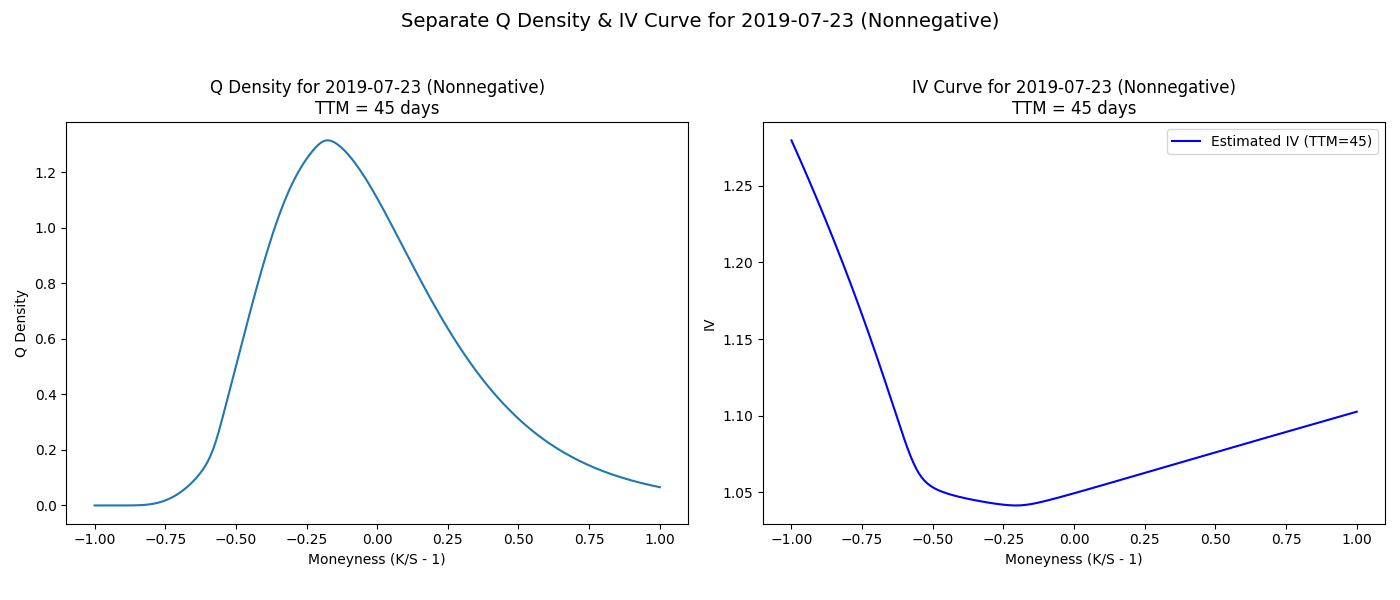 Separate Q Density & IV Curve for 2019-07-23 (Nonnegative)
Q Density for 2019-07-23 (Nonnegative)
TTM = 45 days
Q Density
1.2
1.0
0.8
0.6
0.4
0.2
0.0
−1.00 −0.75 −0.50 −0.25 0.00 0.25 0.50 0.75 1.00
Moneyness (K/S - 1)
IV Curve for 2019-07-23 (Nonnegative)
TTM = 45 days
Estimated IV (TTM=45)
IV
1.25
1.20
1.15
1.10
1.05
−1.00 −0.75 −0.50 −0.25 0.00 0.25 0.50 0.75 1.00
Moneyness (K/S - 1)